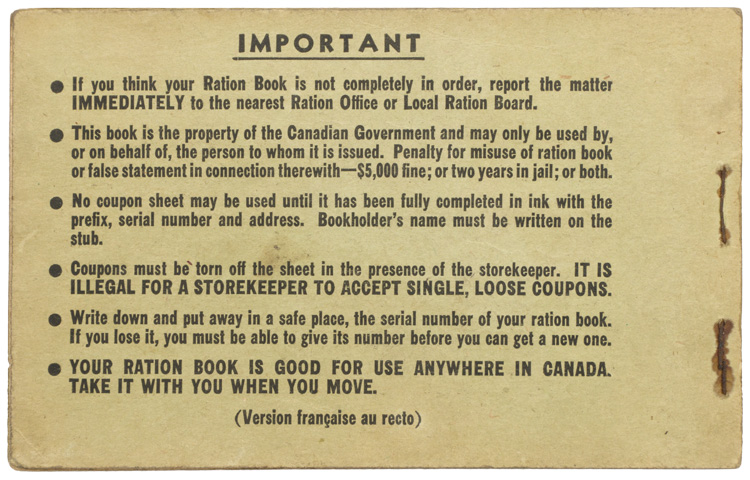 IMPORTANT
● If you think your Ration Book is not completely in order, report the matter
IMMEDIATELY to the nearest Ration Office or Local Ration Board.
● This book is the property of the Canadian Government and may only be used by,
or on behalf of, the person to whom it is issued. Penalty for misuse of ration book
or false statement in connection therewith—$5,000 fine; or two years in jail; or both.
● No coupon sheet may be used until it has been fully completed in ink with the
prefix, serial number and address. Bookholder's name must be written on the
stub.
● Coupons must be torn off the sheet in the presence of the storekeeper. IT IS
ILLEGAL FOR A STOREKEEPER TO ACCEPT SINGLE, LOOSE COUPONS.
● Write down and put away in a safe place, the serial number of your ration book.
If you lose it, you must be able to give its number before you can get a new one.
● YOUR RATION BOOK IS GOOD FOR USE ANYWHERE IN CANADA.
TAKE IT WITH YOU WHEN YOU MOVE.
(Version française au recto)